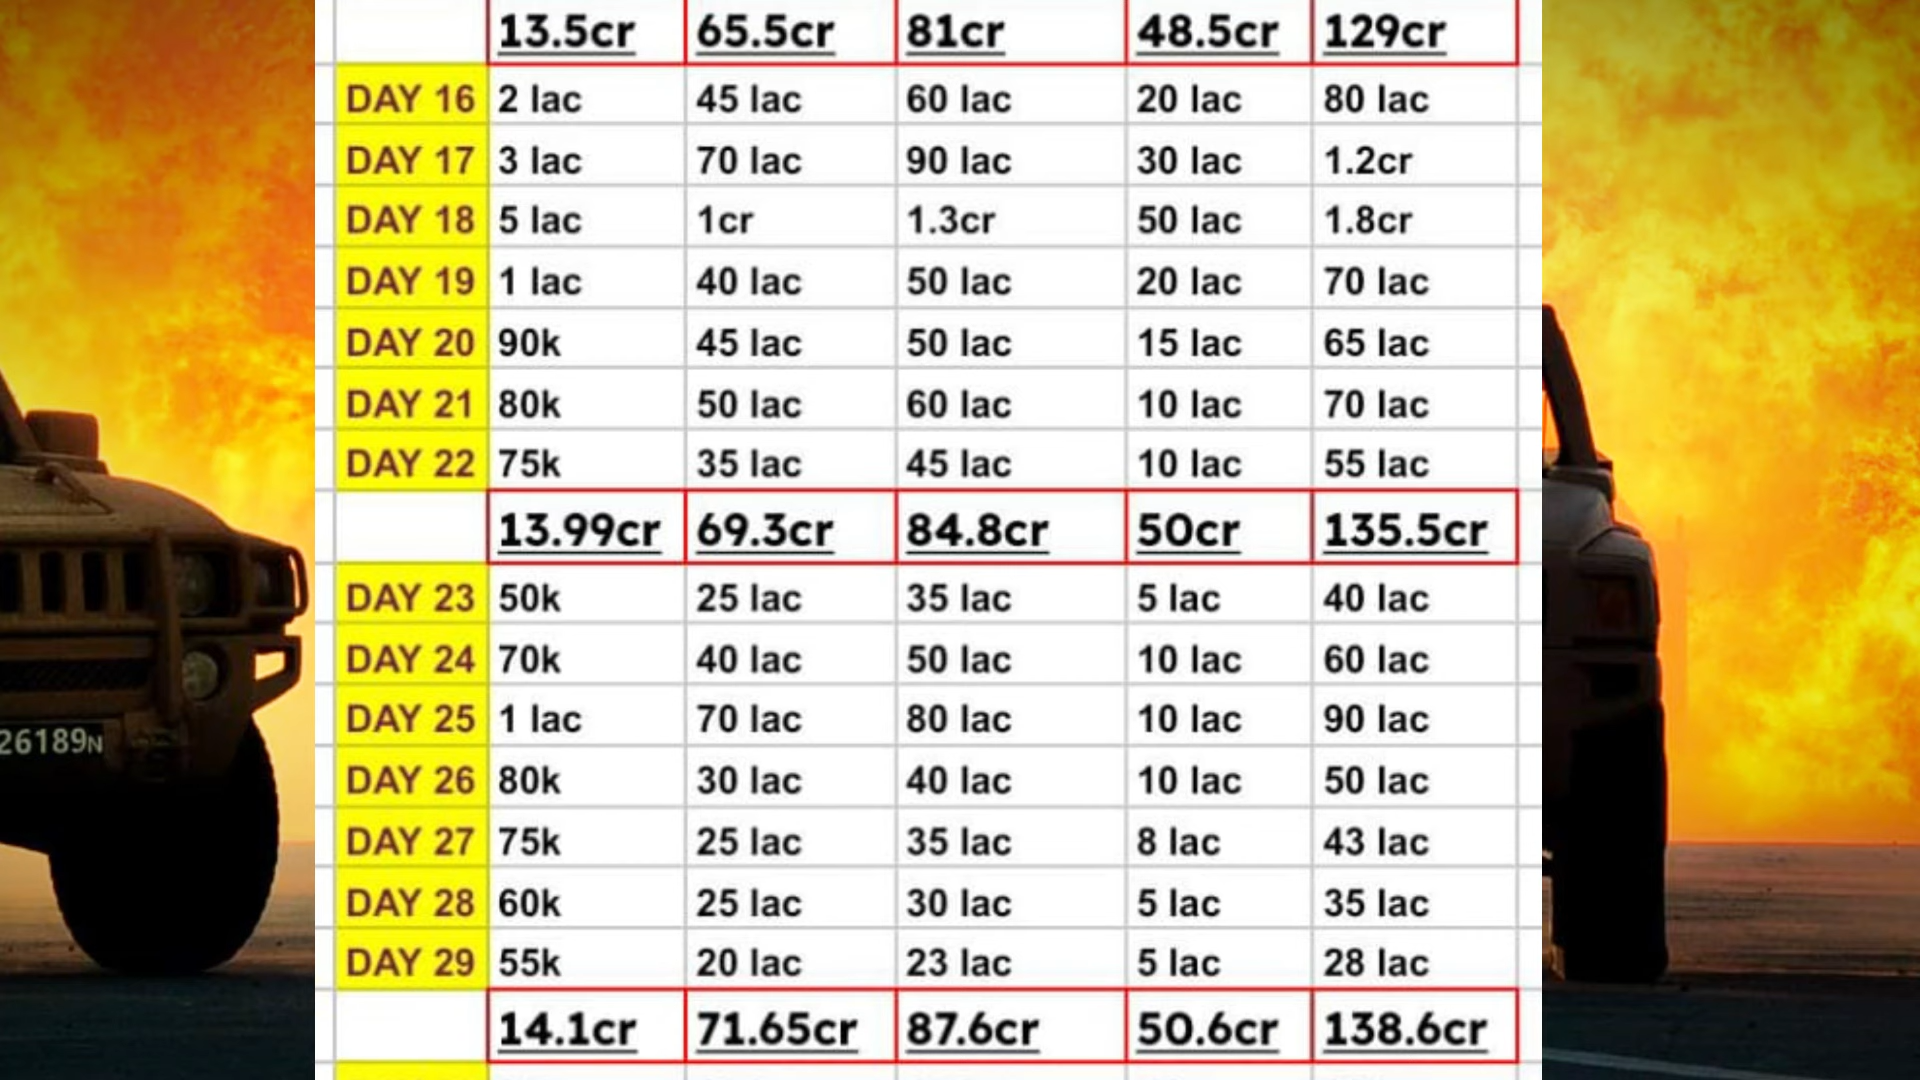 13.5cr 65.5cr 81cr 48.5cr 129cr
DAY 16 2 lac 45 lac 60 lac 20 lac 80 lac
DAY 17 3 lac 70 lac 90 lac 30 lac 1.2cr
DAY 18 5 lac 1cr 1.3cr 50 lac 1.8cr
DAY 19 1 lac 40 lac 50 lac 20 lac 70 lac
DAY 20 90k 45 lac 50 lac 15 lac 65 lac
DAY 21 80k 50 lac 60 lac 10 lac 70 lac
DAY 22 75k 35 lac 45 lac 10 lac 55 lac
13.99cr 69.3cr 84.8cr 50cr 135.5cr
DAY 23 50k 25 lac 35 lac 5 lac 40 lac
DAY 24 70k 40 lac 50 lac 10 lac 60 lac
DAY 25 1 lac 70 lac 80 lac 10 lac 90 lac
DAY 26 80k 30 lac 40 lac 10 lac 50 lac
DAY 27 75k 25 lac 35 lac 8 lac 43 lac
DAY 28 60k 25 lac 30 lac 5 lac 35 lac
DAY 29 55k 20 lac 23 lac 5 lac 28 lac
14.1cr 71.65cr 87.6cr 50.6cr 138.6cr
26189N